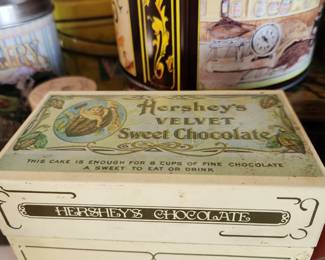 Hershey's
VELVET
Sweet Chocolate
THIS CAKE IS ENOUGH FOR 6 CUPS OF FINE CHOCOLATE
A SWEET TO EAT OR DRINK
HERSHEY'S CHOCOLATE